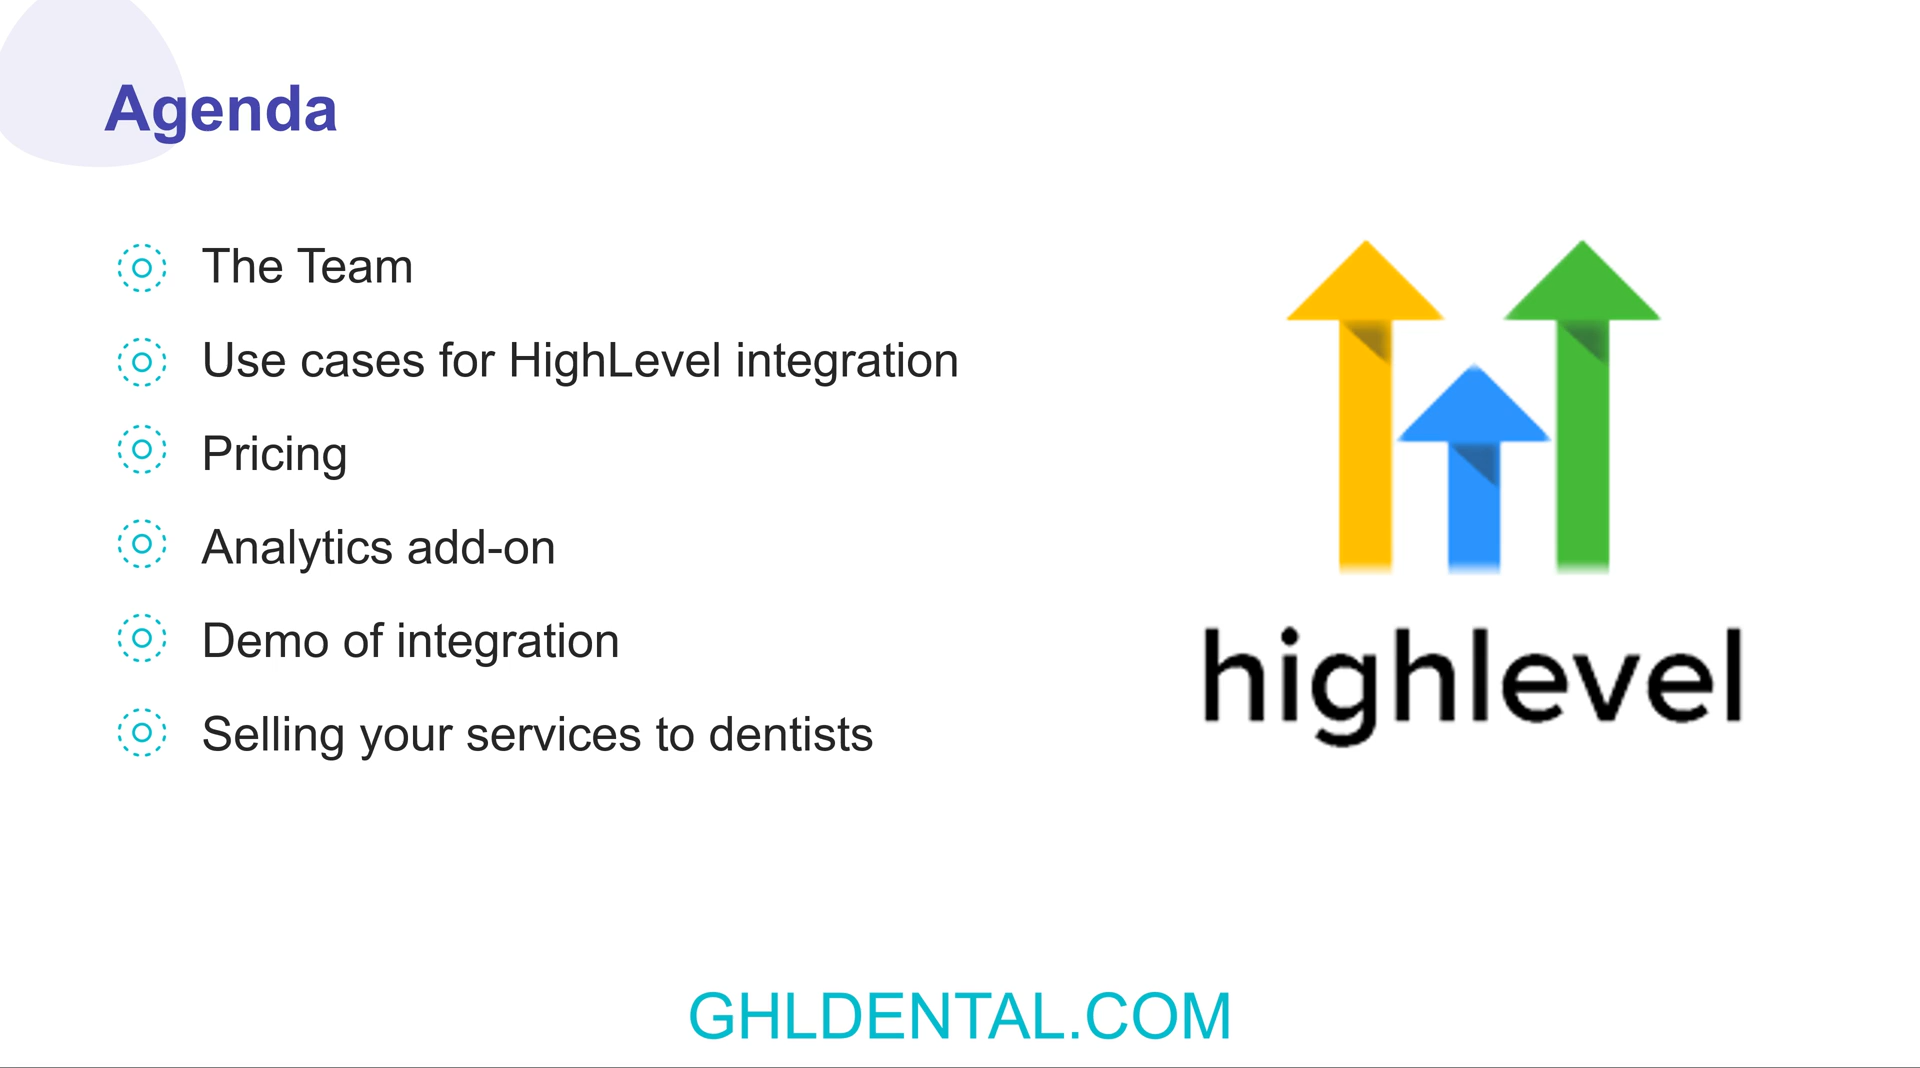 Agenda
The Team
Use cases for HighLevel integration
Pricing
Analytics add-on
Demo of integration
Selling your services to dentists
highlevel
GHLDENTAL.COM